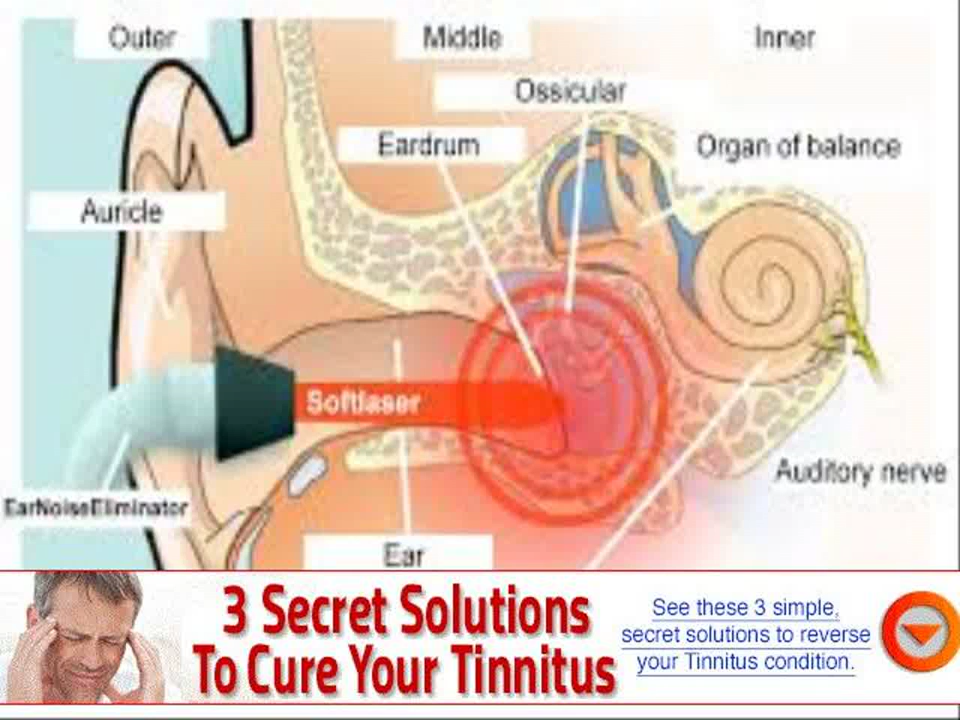 Outer
Middle
Inner
Ossicular
Eardrum
Organ of balance
Auricle
Softlaser
Auditory nerve
EarNoiseEliminator
Ear
3 Secret Solutions
To Cure Your Tinnitus
See these 3 simple,
secret solutions to reverse
your Tinnitus condition.